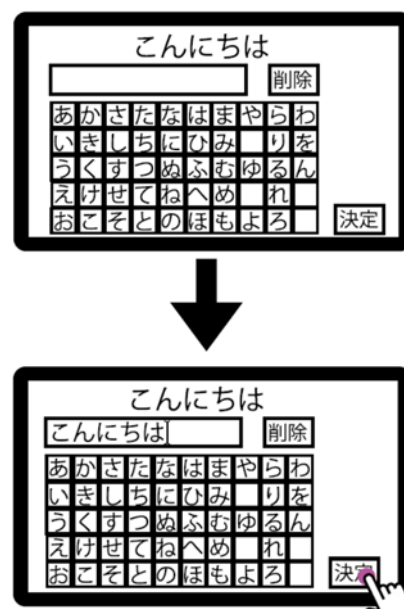 こんにちは
削除
あかさたなはまやらわ
いきしちにひみ りを
うくすつぬふむゆるん
えけせてねへめ れ
おこそとのほもよろ
決定
こんにちは
こんにちは 削除
あかさたなはまやらわ
いきしちにひみ りを
うくすつぬふむゆるん
えけせてねへめ れ
おこそとのほもよろ
決定